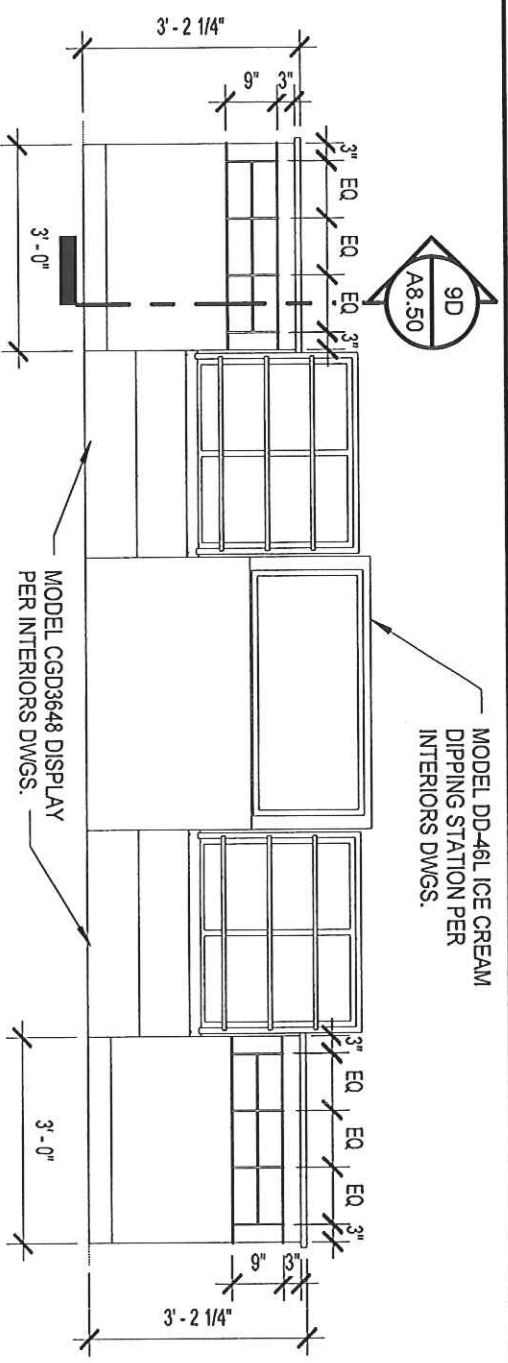 9D
A8.50
MODEL DD-46L ICE CREAM
DIPPING STATION PER
INTERIORS DWGS.
3" EQ EQ EQ 3"
3" EQ EQ EQ 3"
3"
9"
3' - 2 1/4"
3"
9"
3' - 2 1/4"
3' - 0"
3' - 0"
MODEL CGD3648 DISPLAY
PER INTERIORS DWGS.